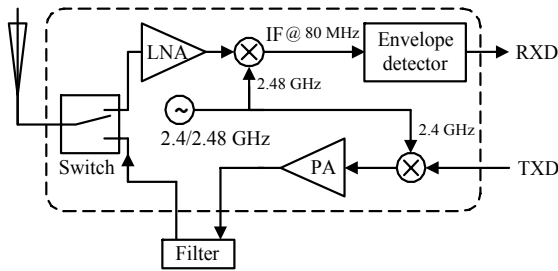 LNA
IF @ 80 MHz
Envelope
detector
RXD
2.48 GHz
~
2.4/2.48 GHz
2.4 GHz
Switch
PA
TXD
Filter